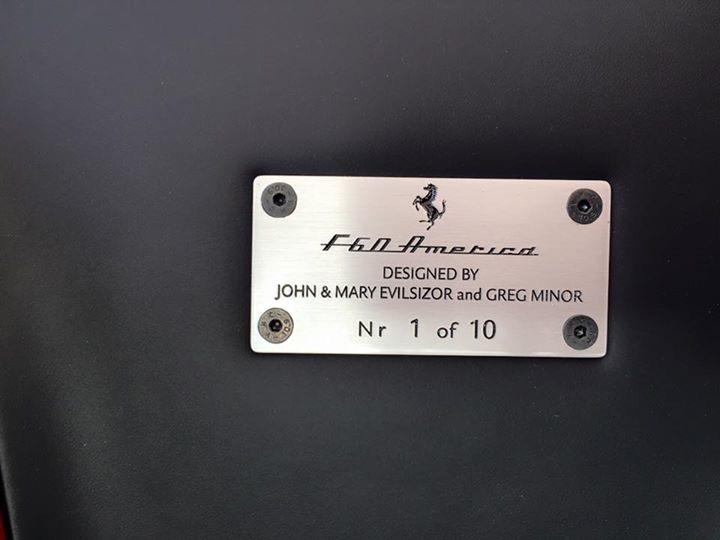 F60 America
DESIGNED BY
JOHN & MARY EVILSIZOR and GREG MINOR
Nr 1 of 10